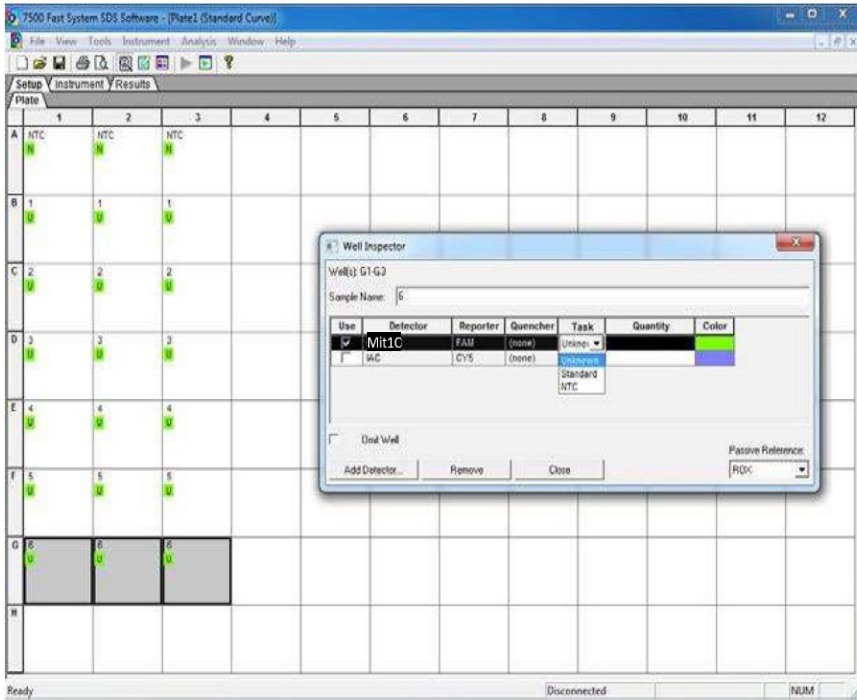 7500 Fast System SDS Software - [Plate1 (Standard Curve)]
File View Tools Instrument Analysis Window Help
Setup Instrument Results
Plate
1 2 3 4 5 6 7 8 9 10 11 12
A NTC NTC NTC
N N N
B 1 1 1
U U U
C 2 2 2
U U U
D 3 3 3
U U U
E 4 4 4
U U U
F 5 5 5
U U U
G 6 6 6
U U U
H
Well Inspector
Well(s): G1-G3
Sample Name: 6
Use Detector Reporter Quencher Task Quantity Color
Mit1C FAM (none) Unknow
IAC CY5 (none) Unknown
Standard
NTC
Omit Well
Passive Reference:
Add Detector... Remove Close ROX
Ready Disconnected NUM